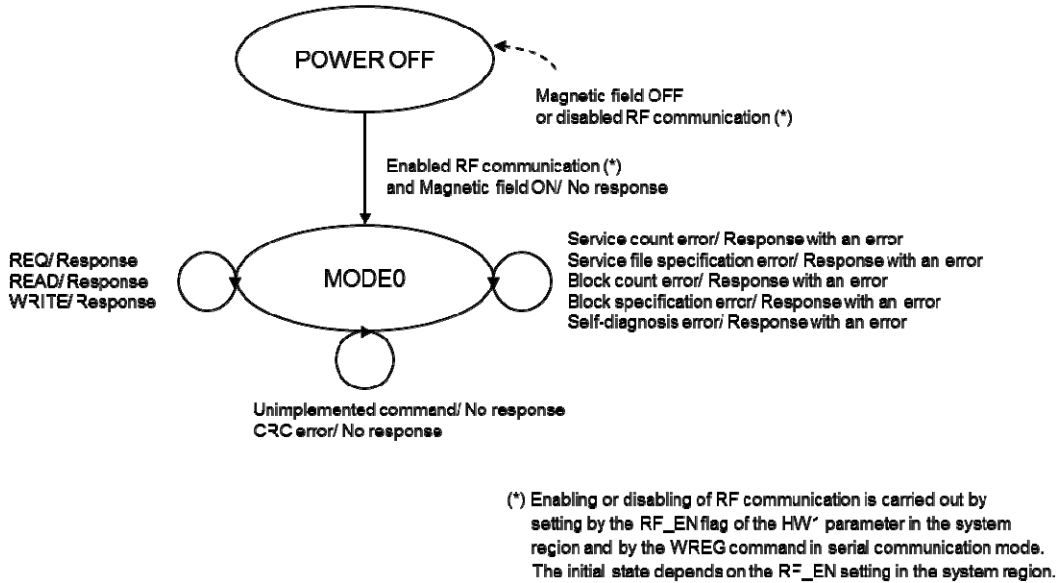 POWER OFF
Magnetic field OFF
or disabled RF communication (*)
Enabled RF communication (*)
and Magnetic field ON/ No response
REQ/ Response
READ/ Response
WRITE/ Response
MODE0
Service count error/ Response with an error
Service file specification error/ Response with an error
Block count error/ Response with an error
Block specification error/ Response with an error
Self-diagnosis error/ Response with an error
Unimplemented command/ No response
CRC error/ No response
(*) Enabling or disabling of RF communication is carried out by
setting by the RF_EN flag of the HW1 parameter in the system
region and by the WREG command in serial communication mode.
The initial state depends on the RF_EN setting in the system region.